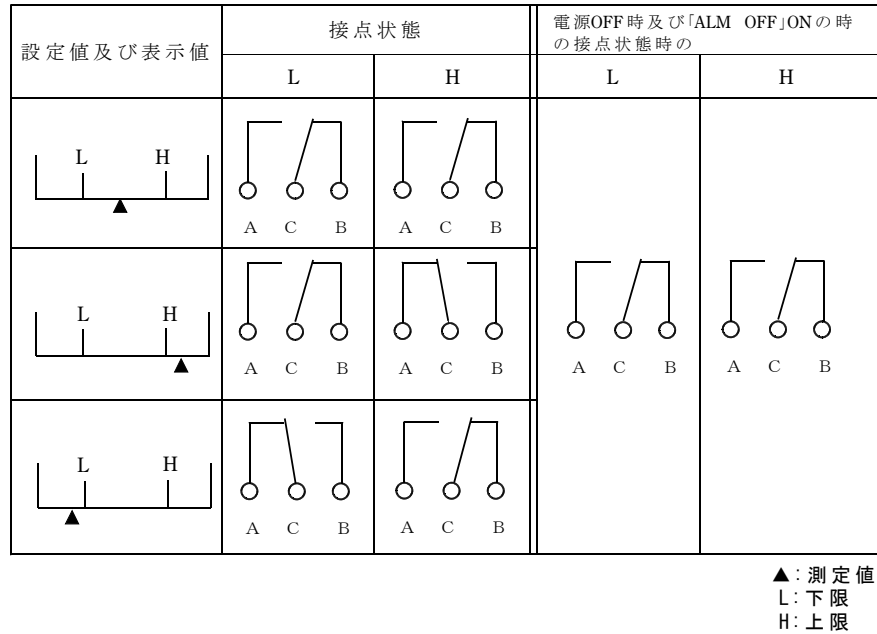 設定値及び表示値
接点状態
電源OFF時及び「ALM OFF」ONの時
の接点状態時の
L H L H
L H
A C B A C B
L H
A C B A C B A C B A C B
L H
A C B A C B
▲:測定値
L:下限
H:上限